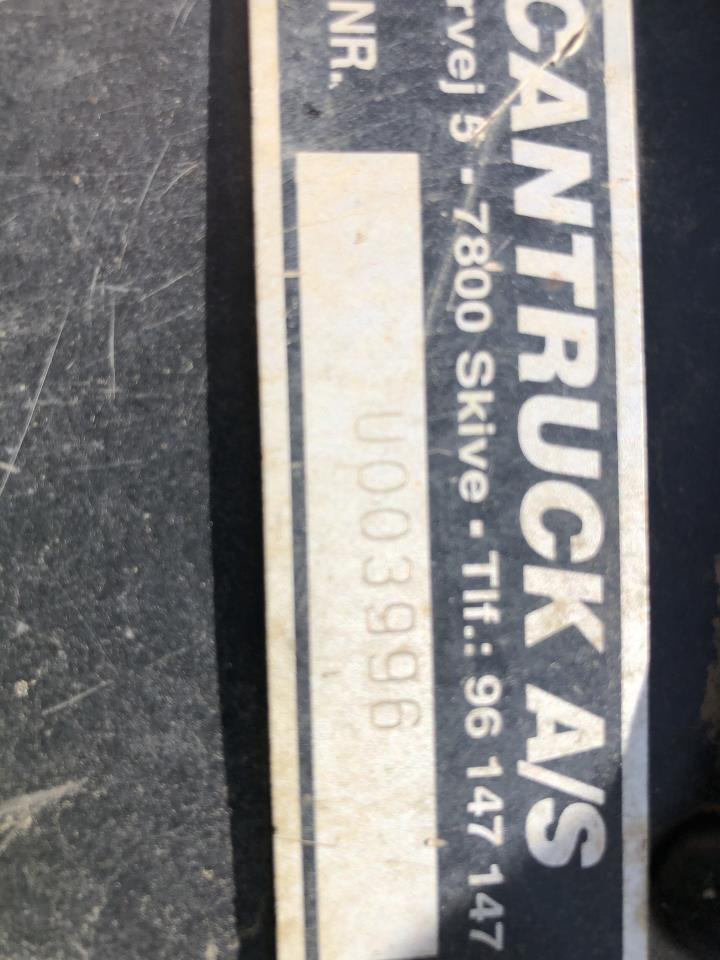 CANTRUCK A/S
rvej 5 - 7800 Skive - Tlf.: 96 147 147
NR.
U003996